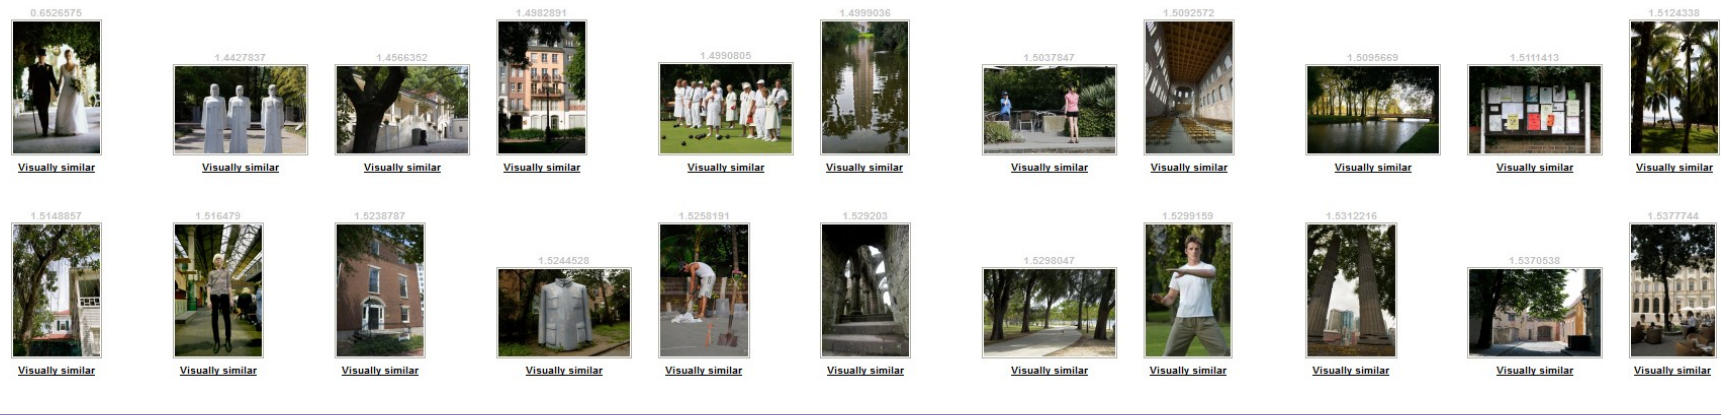 0.6526575
1.4427837
1.4566352
1.4982891
1.4990805
1.4999036
1.5037847
1.5092572
1.5095669
1.5111413
1.5124338
Visually similar
Visually similar
Visually similar
Visually similar
Visually similar
Visually similar
Visually similar
Visually similar
Visually similar
Visually similar
Visually similar
1.5148857
1.516479
1.5238787
1.5244528
1.5258191
1.529203
1.5298047
1.5299159
1.5312216
1.5370538
1.5377744
Visually similar
Visually similar
Visually similar
Visually similar
Visually similar
Visually similar
Visually similar
Visually similar
Visually similar
Visually similar
Visually similar